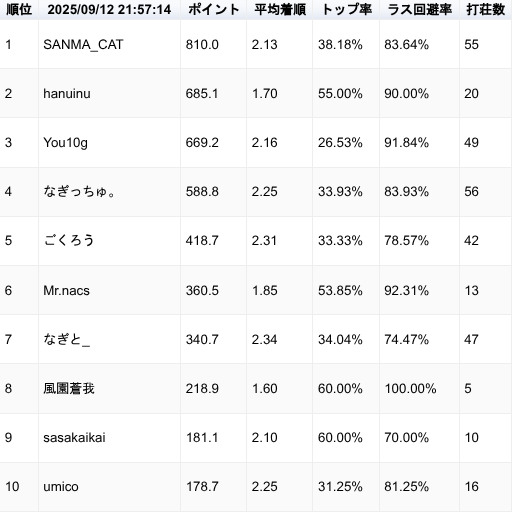 順位 2025/09/12 21:57:14 ポイント 平均着順 トップ率 ラス回避率 打荘数
1 SANMA_CAT 810.0 2.13 38.18% 83.64% 55
2 hanuinu 685.1 1.70 55.00% 90.00% 20
3 You10g 669.2 2.16 26.53% 91.84% 49
4 なぎっちゅ。 588.8 2.25 33.93% 83.93% 56
5 ごくろう 418.7 2.31 33.33% 78.57% 42
6 Mr.nacs 360.5 1.85 53.85% 92.31% 13
7 なぎと_ 340.7 2.34 34.04% 74.47% 47
8 風園蒼我 218.9 1.60 60.00% 100.00% 5
9 sasakaikai 181.1 2.10 60.00% 70.00% 10
10 umico 178.7 2.25 31.25% 81.25% 16